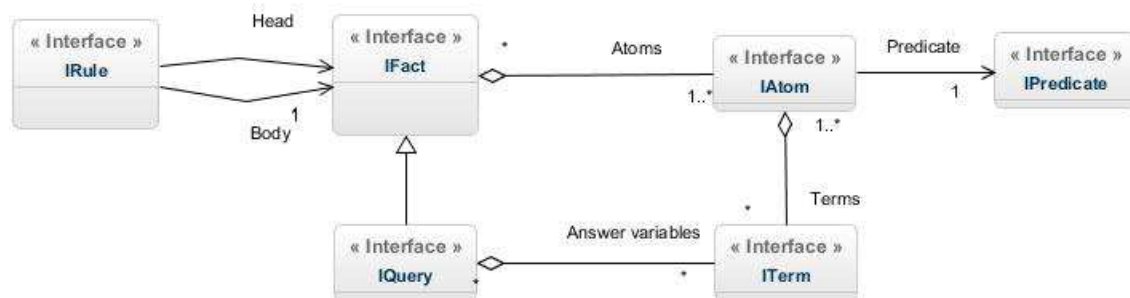 Head
« Interface »
IRule
« Interface »
IFact
*
Atoms
1..*
« Interface »
IAtom
Predicate
1
« Interface »
IPredicate
1
Body
1..*
Terms
*
« Interface »
IQuery
*
Answer variables
*
« Interface »
ITerm